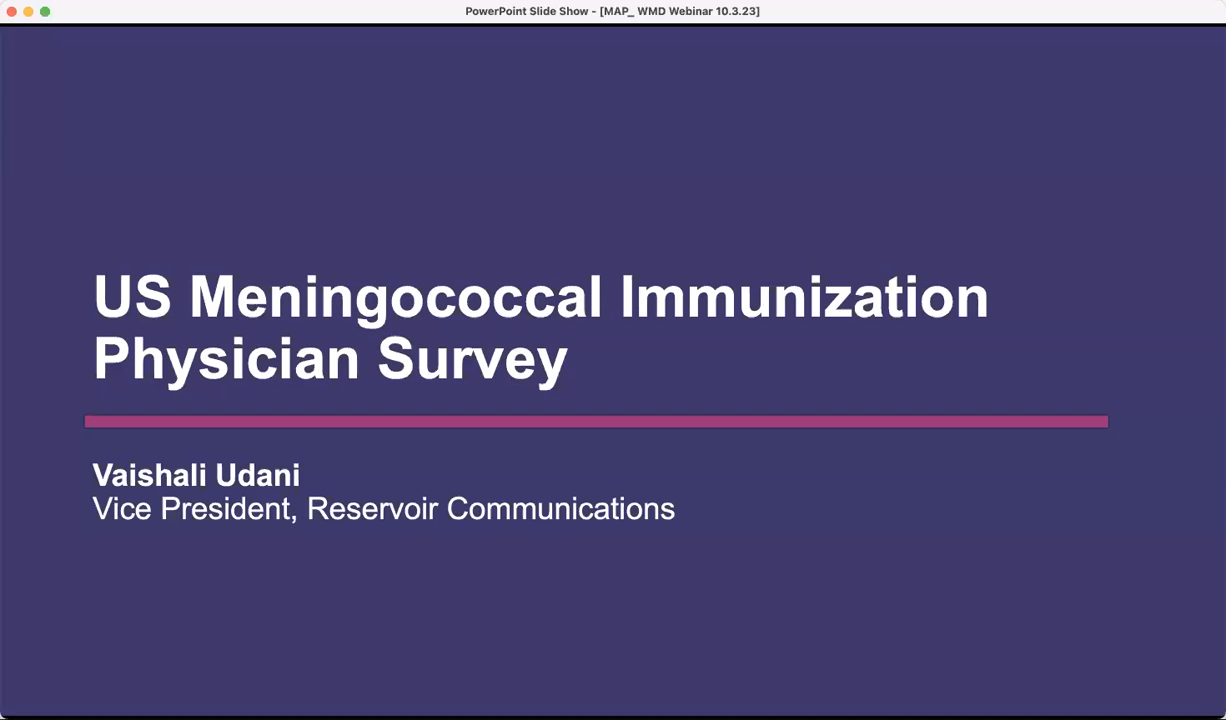 PowerPoint Slide Show - [MAP_ WMD Webinar 10.3.23]
US Meningococcal Immunization
Physician Survey
Vaishali Udani
Vice President, Reservoir Communications